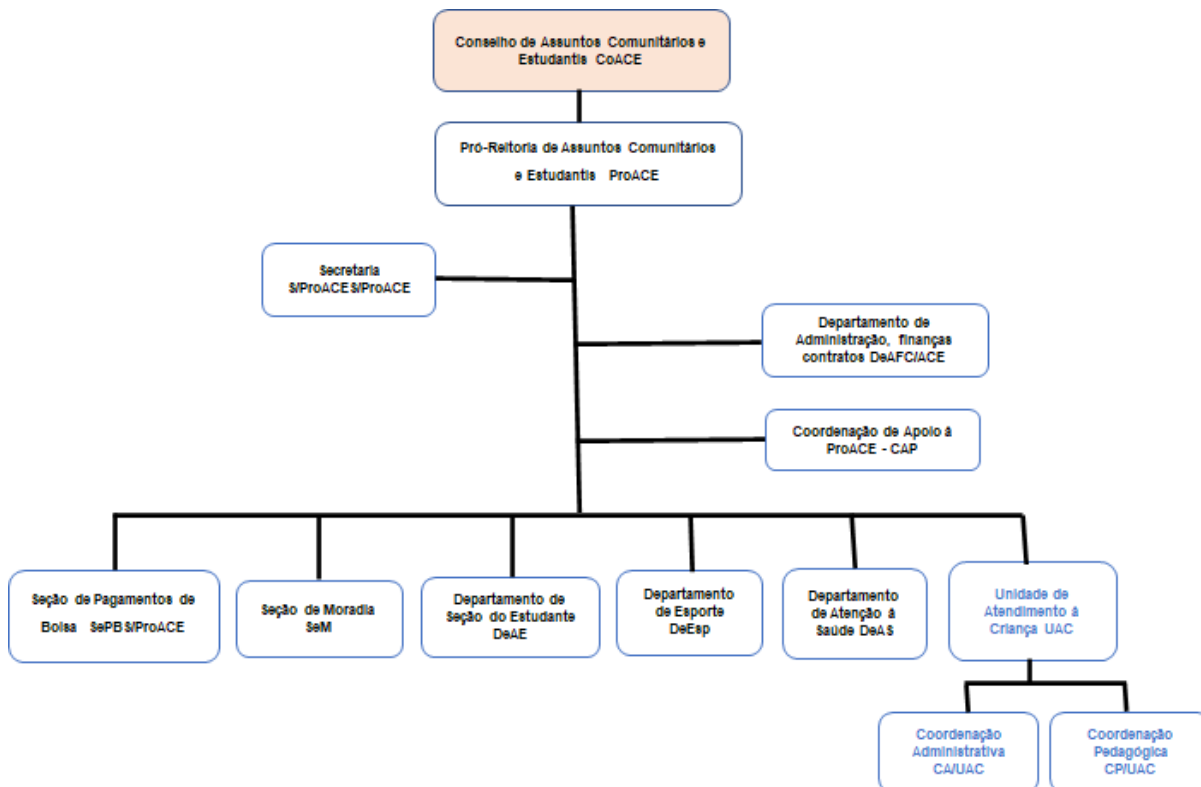 Conselho de Assuntos Comunitários e
Estudantis CoACE
Pró-Reitoria de Assuntos Comunitários
e Estudantis ProACE
Secretaria
S/ProACES/ProACE
Departamento de
Administração, finanças
contratos DeAFC/ACE
Coordenação de Apoio à
ProACE - CAP
Seção de Pagamentos de
Bolsa SePBS/ProACE
Seção de Moradia
SeM
Departamento de
Seção do Estudante
DeAE
Departamento
de Esporte
DeEsp
Departamento
de Atenção à
Saúde DeAS
Unidade de
Atendimento à
Criança UAC
Coordenação
Administrativa
CA/UAC
Coordenação
Pedagógica
CP/UAC